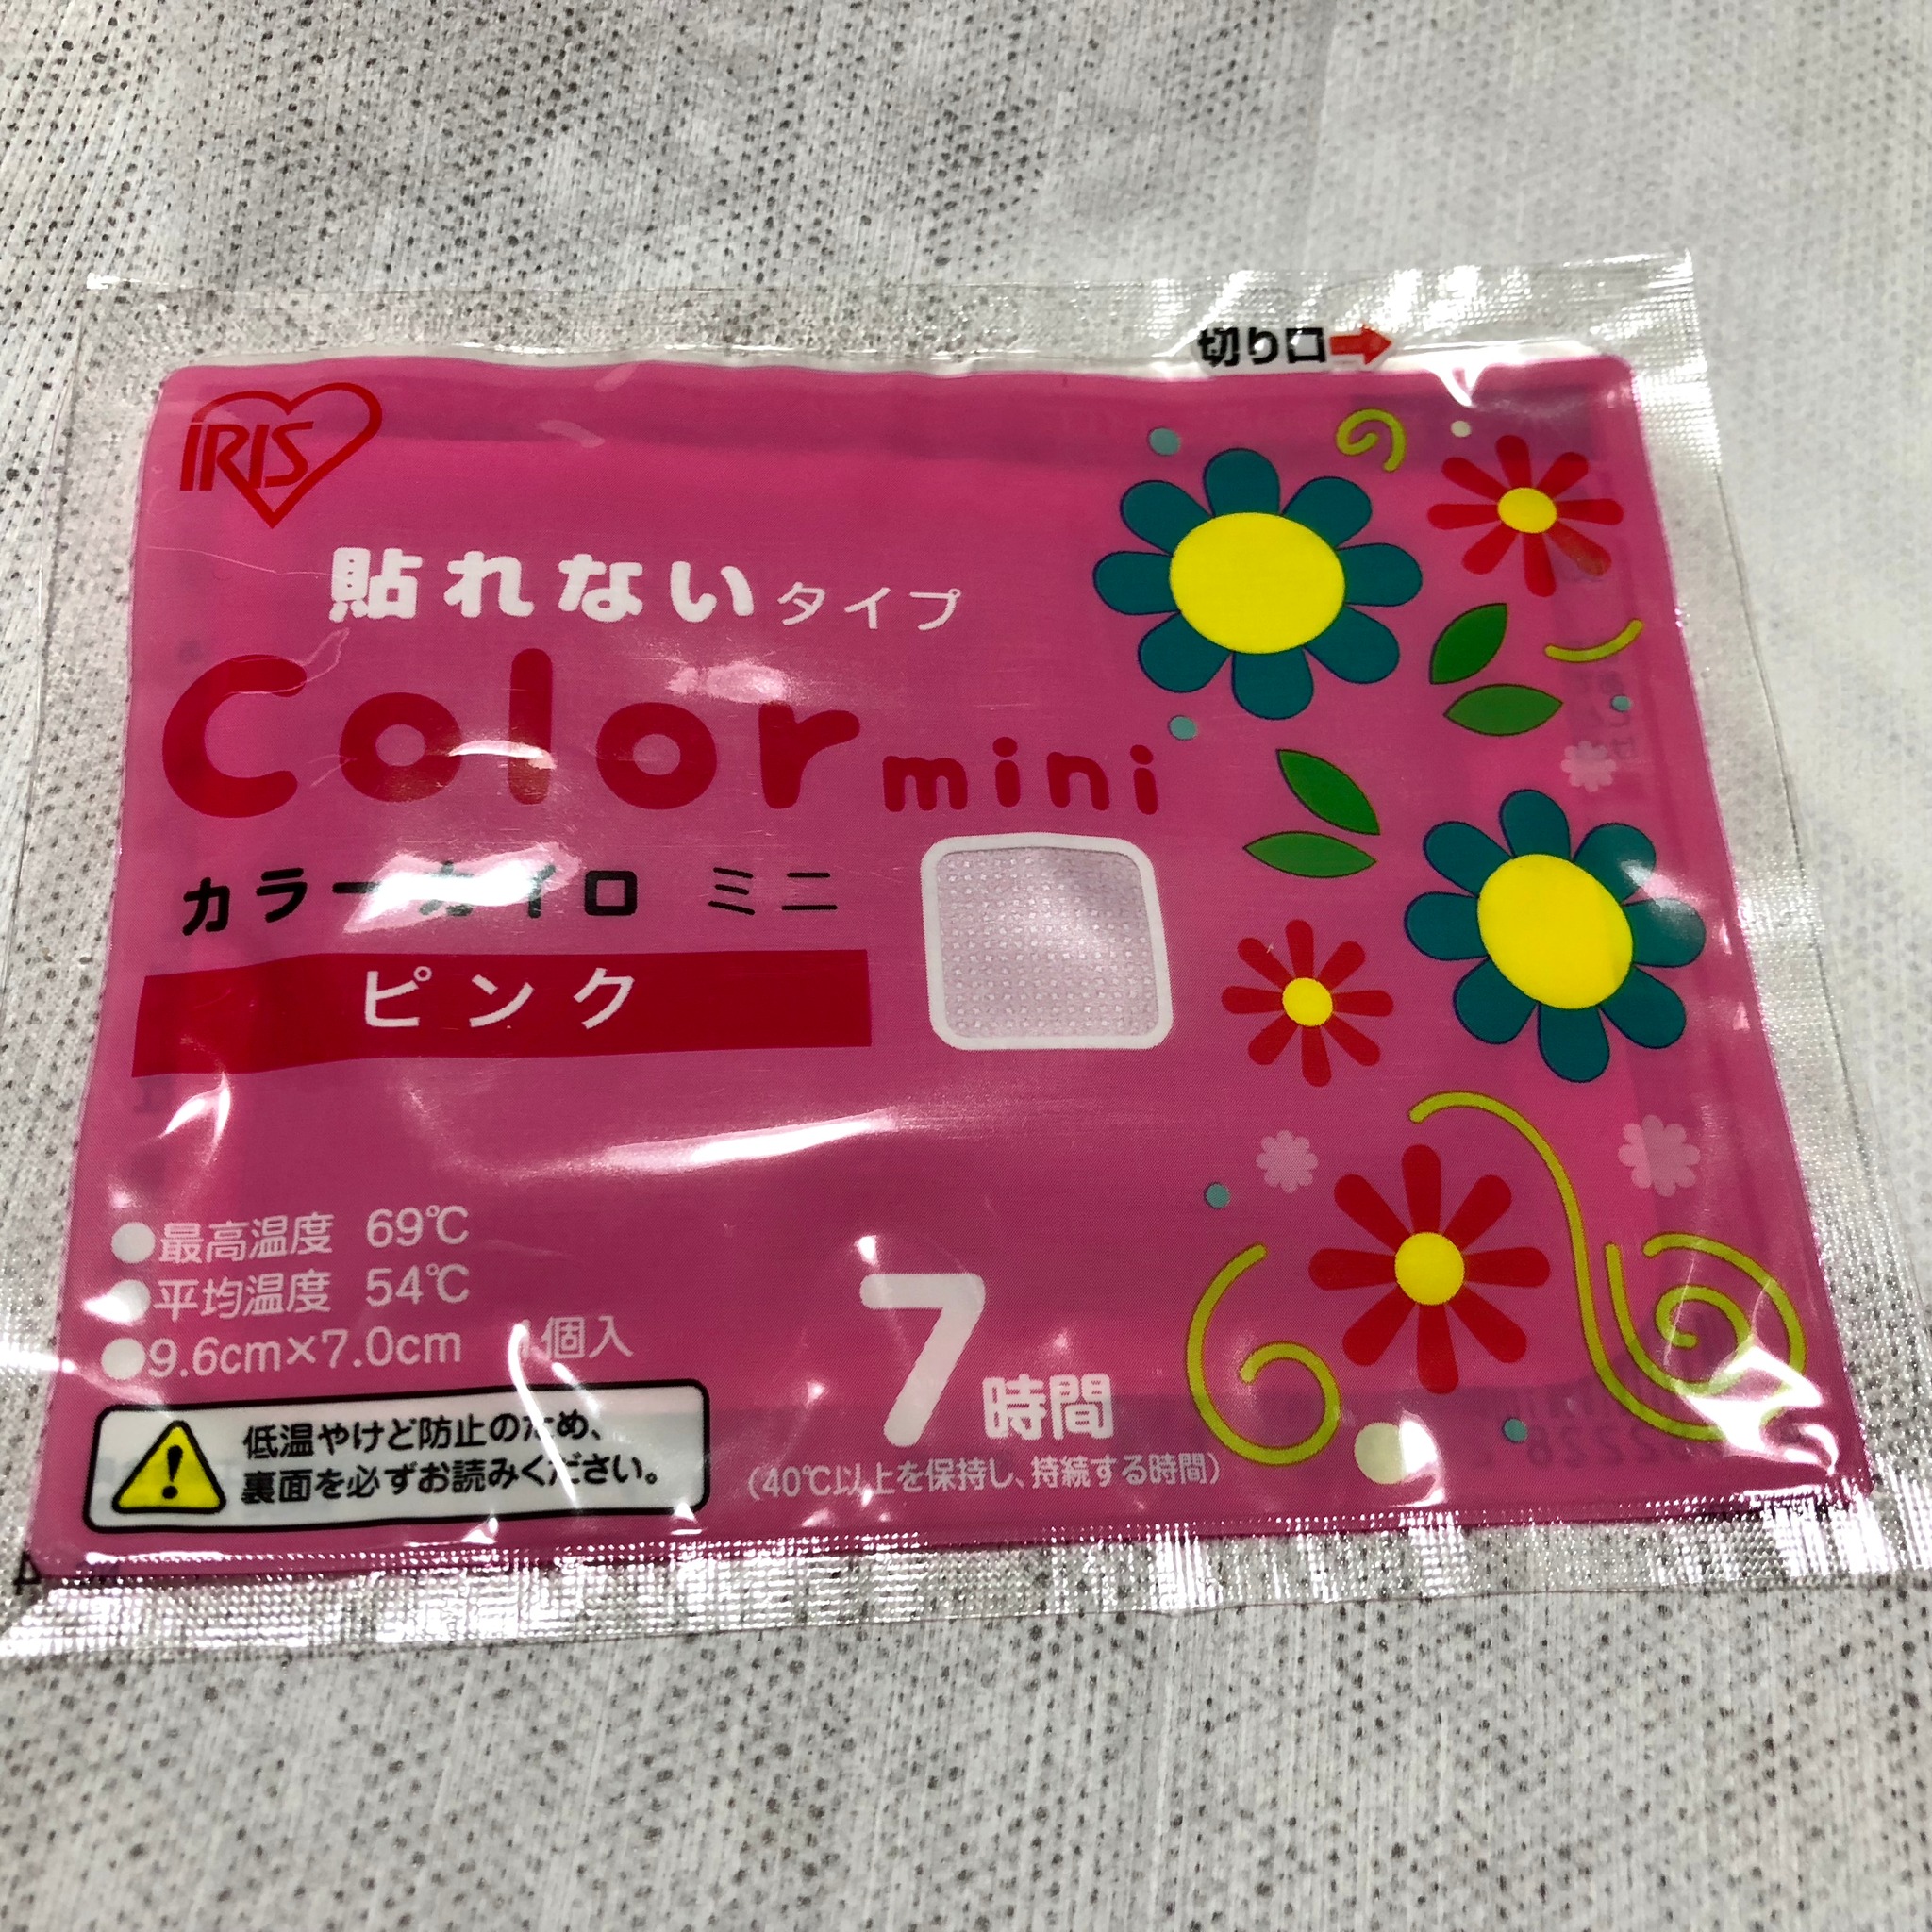 切り口
IRIS
貼れないタイプ
Color mini
カラーカイロ ミニ
ピンク
●最高温度 69℃
●平均温度 54℃
●9.6cm×7.0cm 1個入
低温やけど防止のため、
裏面を必ずお読みください。
7時間
(40℃以上を保持し、持続する時間)